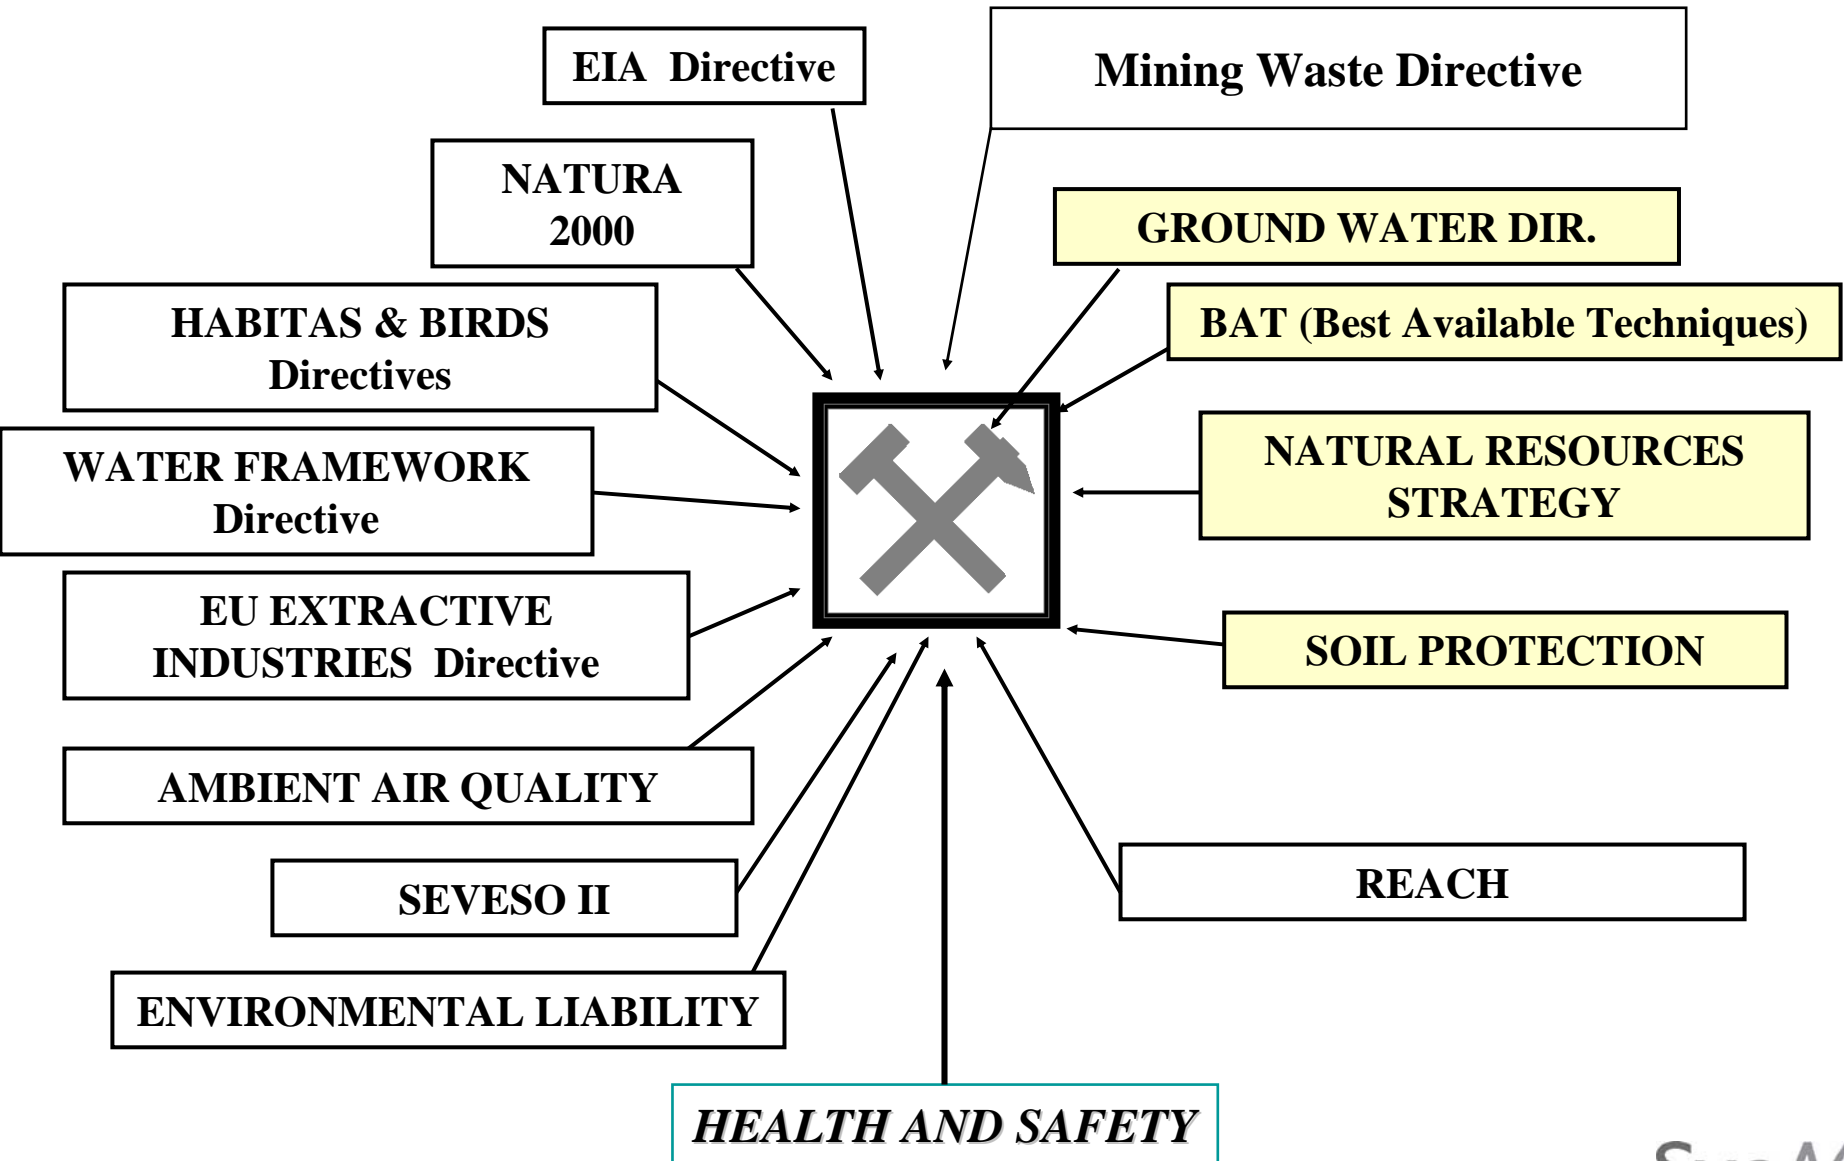 EIA Directive
Mining Waste Directive
NATURA
2000
GROUND WATER DIR.
HABITAS & BIRDS
Directives
BAT (Best Available Techniques)
WATER FRAMEWORK
Directive
NATURAL RESOURCES
STRATEGY
EU EXTRACTIVE
INDUSTRIES Directive
SOIL PROTECTION
AMBIENT AIR QUALITY
SEVESO II
REACH
ENVIRONMENTAL LIABILITY
HEALTH AND SAFETY